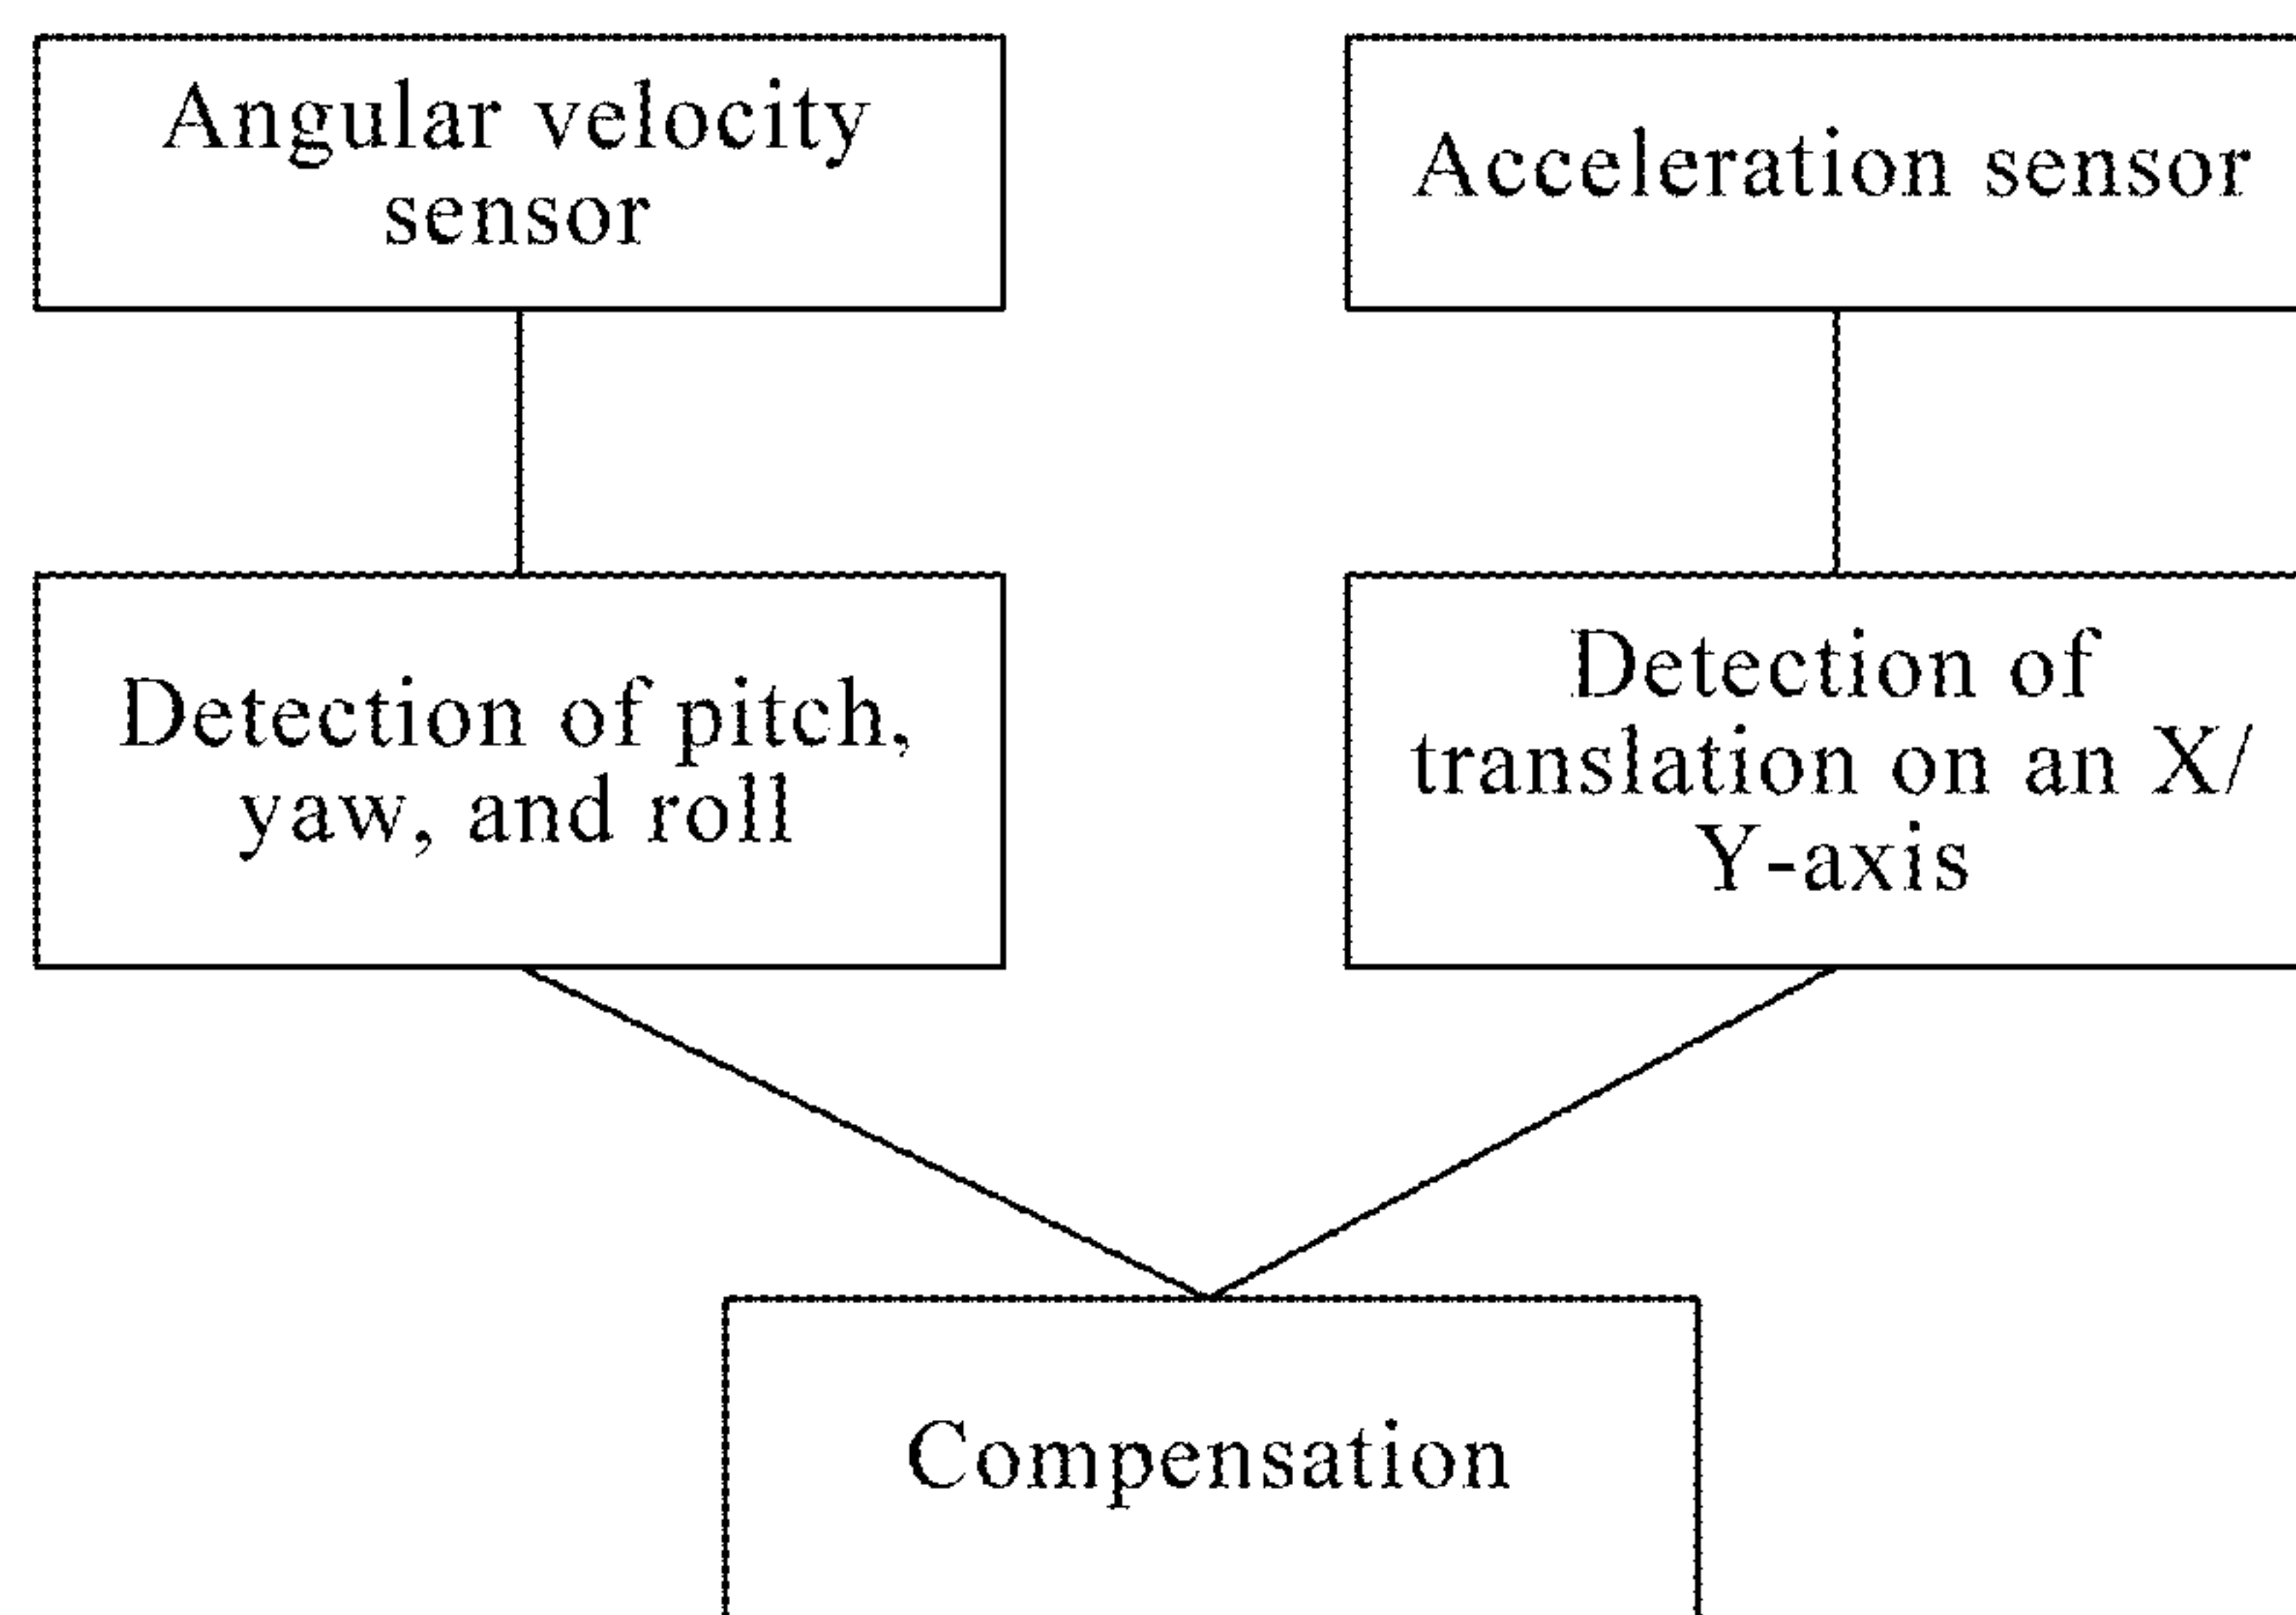 Angular velocity
sensor
Acceleration sensor
Detection of pitch,
yaw, and roll
Detection of
translation on an X/
Y-axis
Compensation